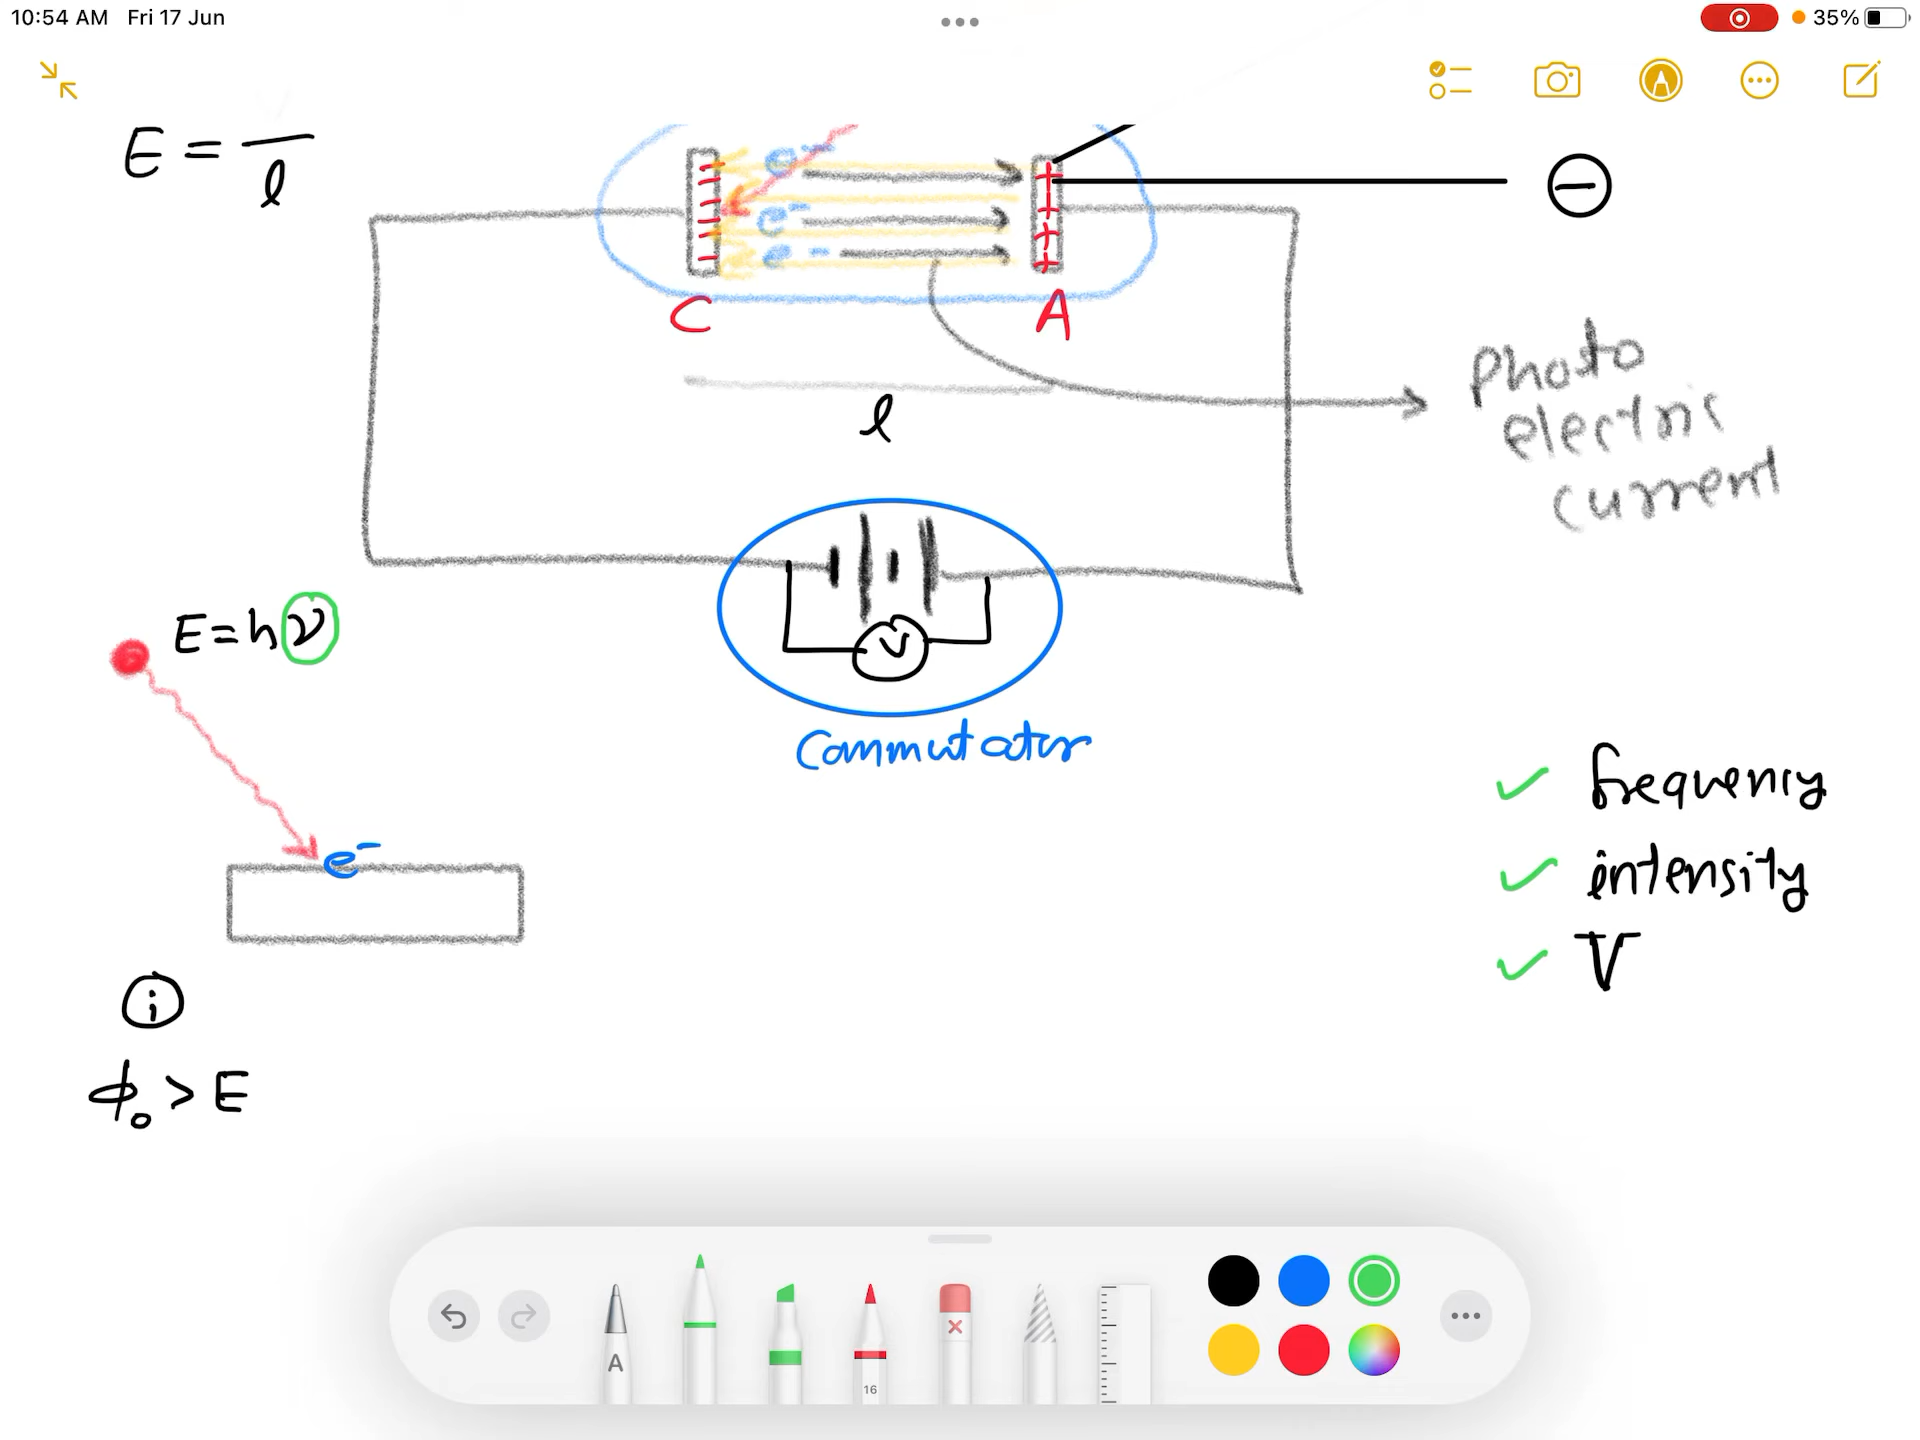 10:54 AM Fri 17 Jun
35%
E = — / l
e⁻
e⁻
e⁻
+
+
+
+
−
C
A
l
Photo
electric
current
V
E=hν
Commutator
e⁻
✓ frequency
✓ intensity
✓ V
i
ϕ₀ > E
A
16